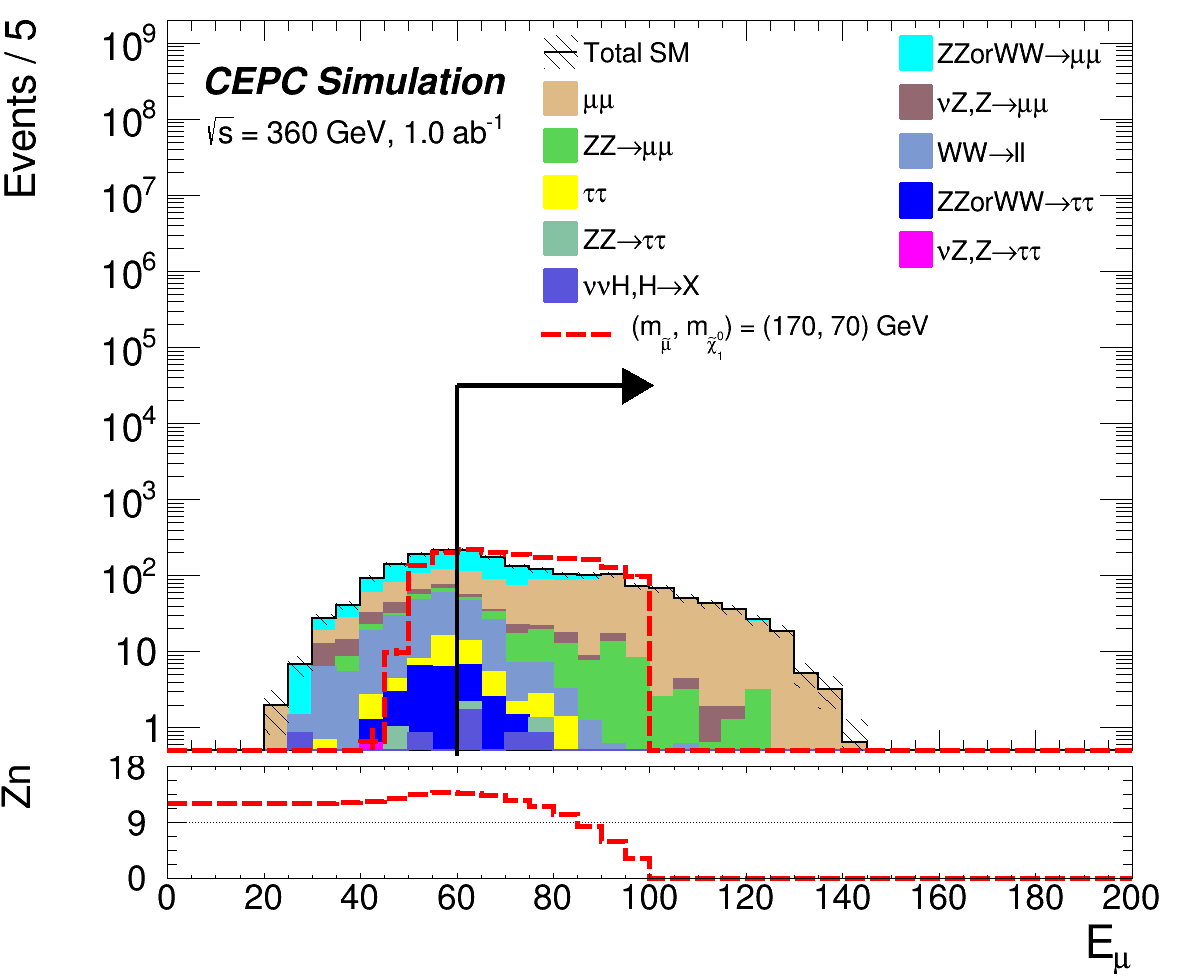 Events / 5
10⁹
10⁸
10⁷
10⁶
10⁵
10⁴
10³
10²
10
1
CEPC Simulation
√s = 360 GeV, 1.0 ab⁻¹
Total SM
μμ
ZZ→μμ
ττ
ZZ→ττ
ννH,H→X
ZZorWW→μμ
νZ,Z→μμ
WW→ll
ZZorWW→ττ
νZ,Z→ττ
(m_μ̃, m_χ̃₁⁰) = (170, 70) GeV
Zn
18
9
0
0 20 40 60 80 100 120 140 160 180 200
E_μ